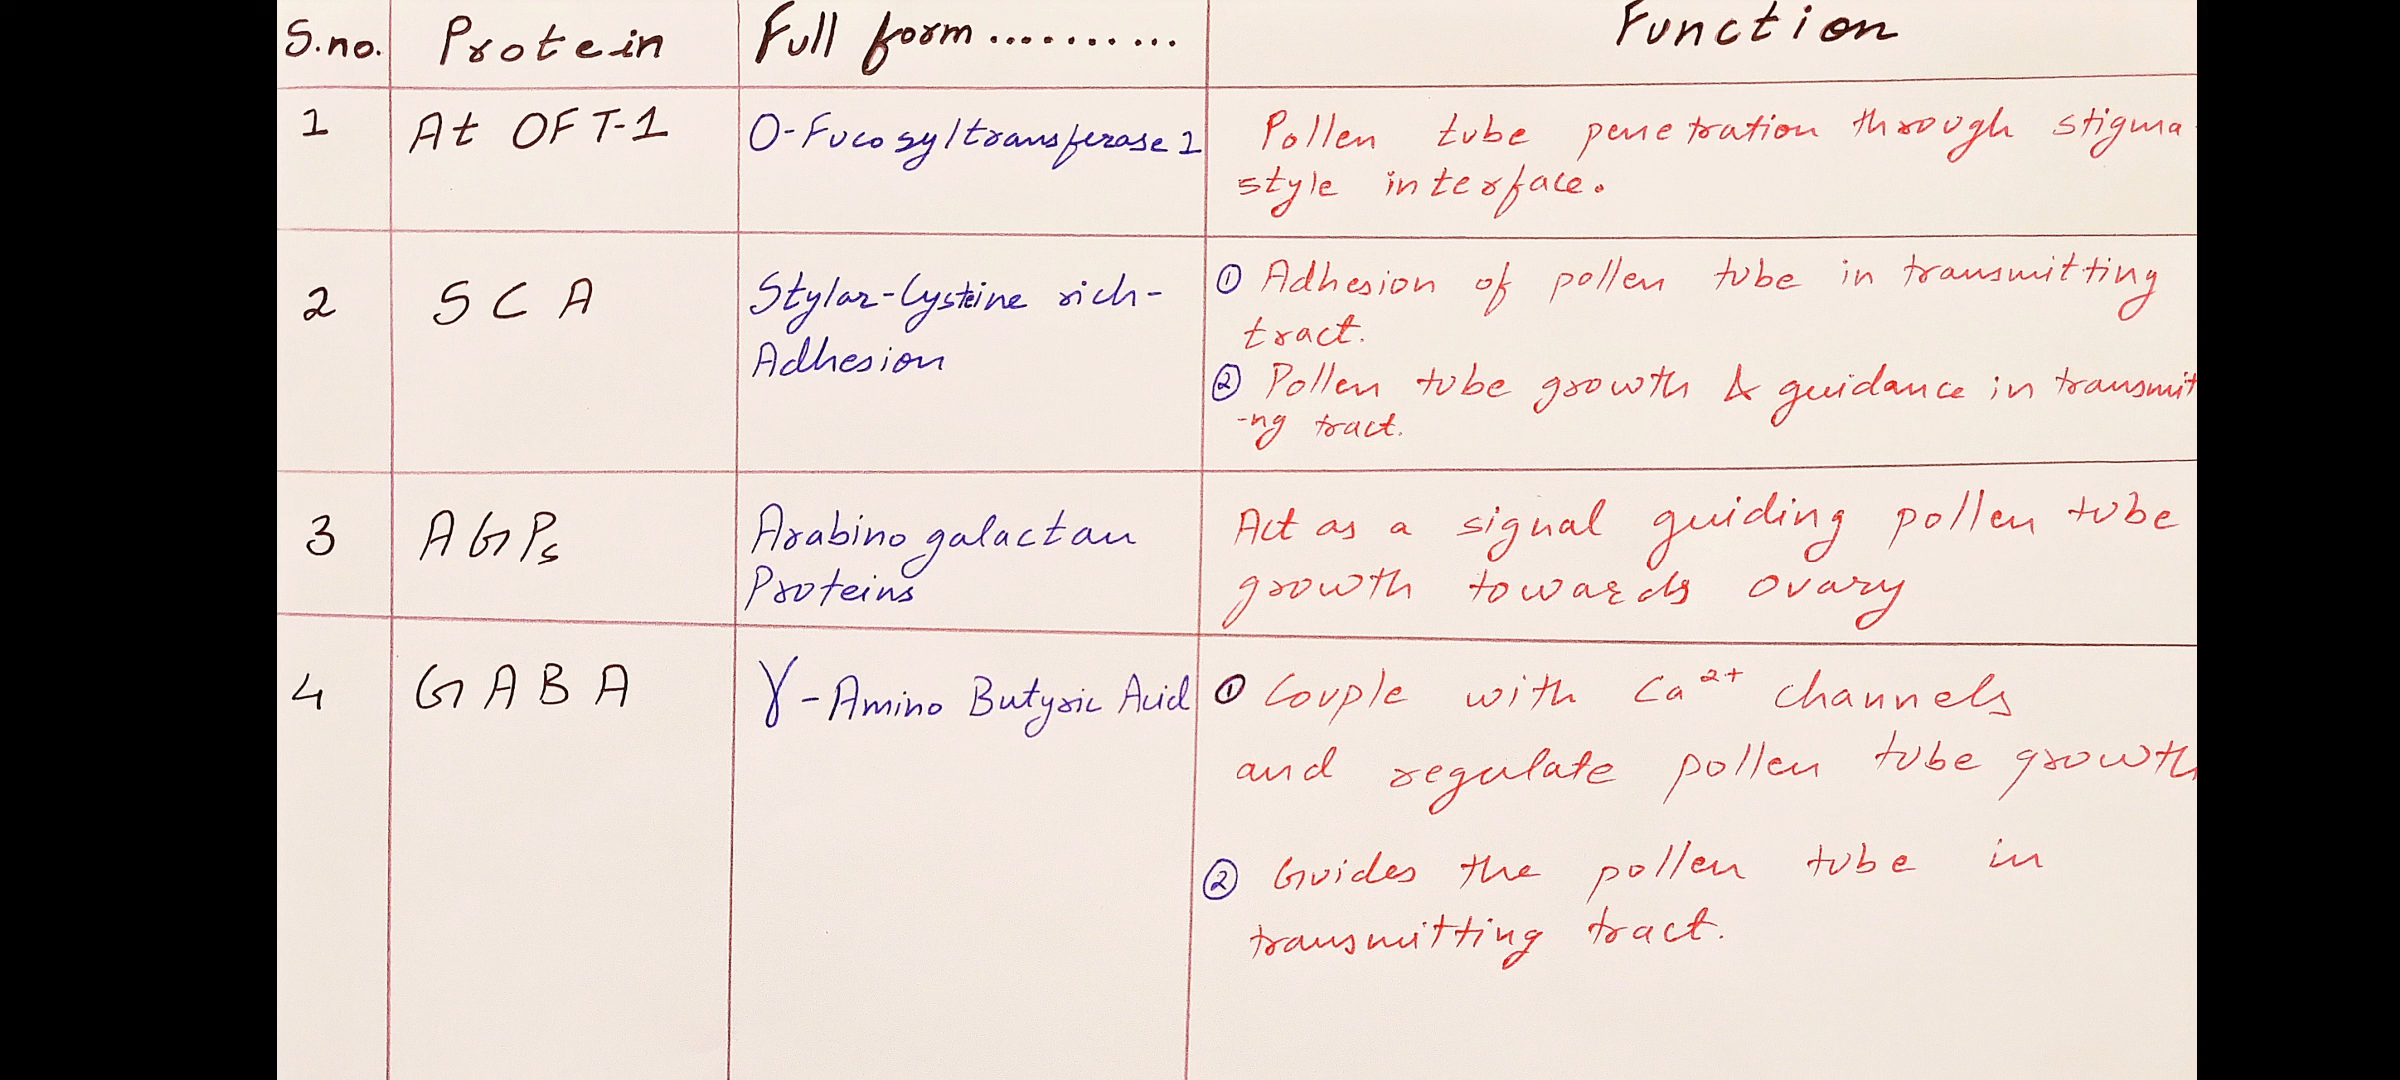 S.no. Protein Full form.......... Function
1 At OFT-1 O-Fucosyltransferase 1 Pollen tube penetration through stigma
style interface.
2 SCA Stylar-Cysteine rich- ① Adhesion of pollen tube in transmitting
Adhesion tract.
② Pollen tube growth & guidance in transmit
-ng tract.
3 AGPs Arabino galactan Act as a signal guiding pollen tube
Proteins growth towards ovary
4 GABA γ-Amino Butyric Acid ① Couple with Ca²⁺ channels
and regulate pollen tube growth
② Guides the pollen tube in
transmitting tract.